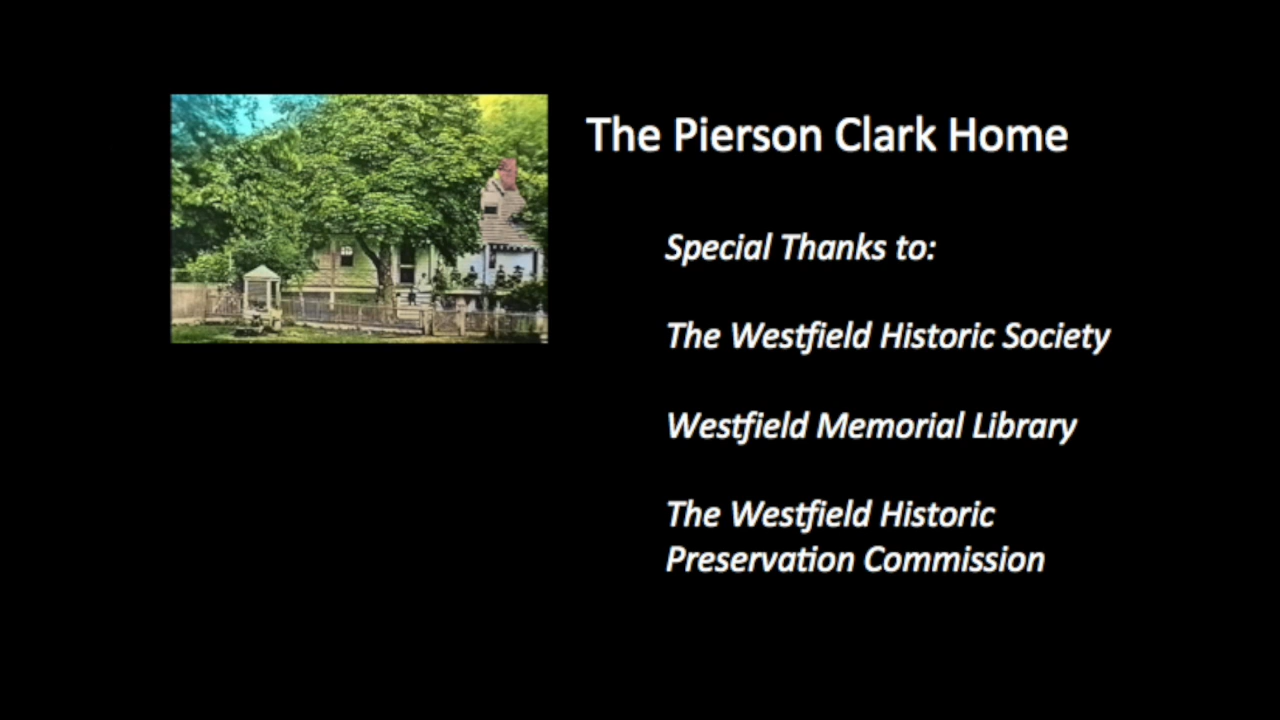 The Pierson Clark Home
Special Thanks to:
The Westfield Historic Society
Westfield Memorial Library
The Westfield Historic
Preservation Commission